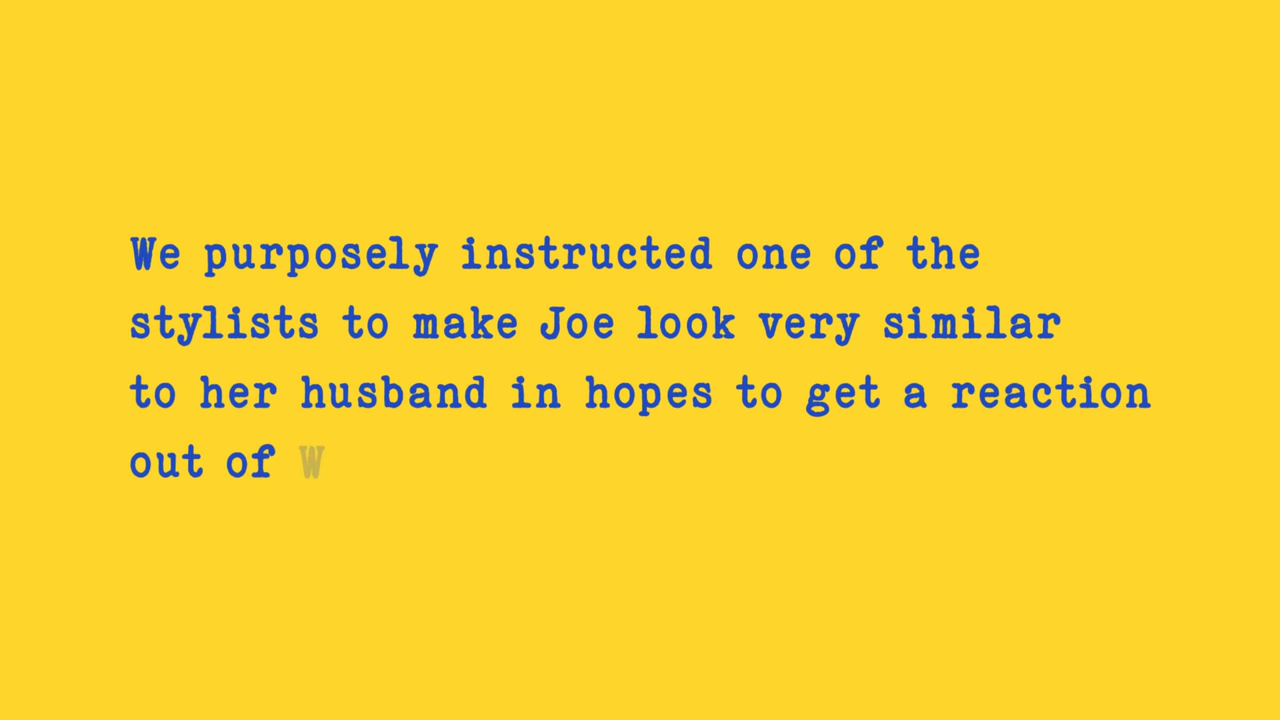 We purposely instructed one of the
stylists to make Joe look very similar
to her husband in hopes to get a reaction
out of W